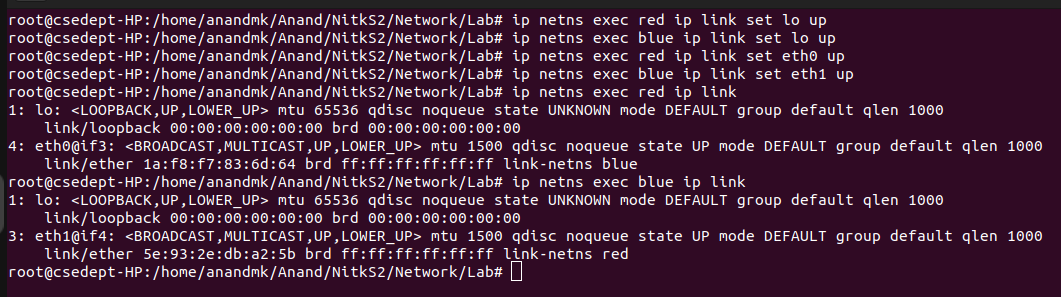 root@csedept-HP:/home/anandmk/Anand/NitkS2/Network/Lab# ip netns exec red ip link set lo up
root@csedept-HP:/home/anandmk/Anand/NitkS2/Network/Lab# ip netns exec blue ip link set lo up
root@csedept-HP:/home/anandmk/Anand/NitkS2/Network/Lab# ip netns exec red ip link set eth0 up
root@csedept-HP:/home/anandmk/Anand/NitkS2/Network/Lab# ip netns exec blue ip link set eth1 up
root@csedept-HP:/home/anandmk/Anand/NitkS2/Network/Lab# ip netns exec red ip link
1: lo: <LOOPBACK,UP,LOWER_UP> mtu 65536 qdisc noqueue state UNKNOWN mode DEFAULT group default qlen 1000
    link/loopback 00:00:00:00:00:00 brd 00:00:00:00:00:00
4: eth0@if3: <BROADCAST,MULTICAST,UP,LOWER_UP> mtu 1500 qdisc noqueue state UP mode DEFAULT group default qlen 1000
    link/ether 1a:f8:f7:83:6d:64 brd ff:ff:ff:ff:ff:ff link-netns blue
root@csedept-HP:/home/anandmk/Anand/NitkS2/Network/Lab# ip netns exec blue ip link
1: lo: <LOOPBACK,UP,LOWER_UP> mtu 65536 qdisc noqueue state UNKNOWN mode DEFAULT group default qlen 1000
    link/loopback 00:00:00:00:00:00 brd 00:00:00:00:00:00
3: eth1@if4: <BROADCAST,MULTICAST,UP,LOWER_UP> mtu 1500 qdisc noqueue state UP mode DEFAULT group default qlen 1000
    link/ether 5e:93:2e:db:a2:5b brd ff:ff:ff:ff:ff:ff link-netns red
root@csedept-HP:/home/anandmk/Anand/NitkS2/Network/Lab#